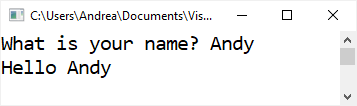 C:\Users\Andrea\Documents\Vis...
What is your name? Andy
Hello Andy